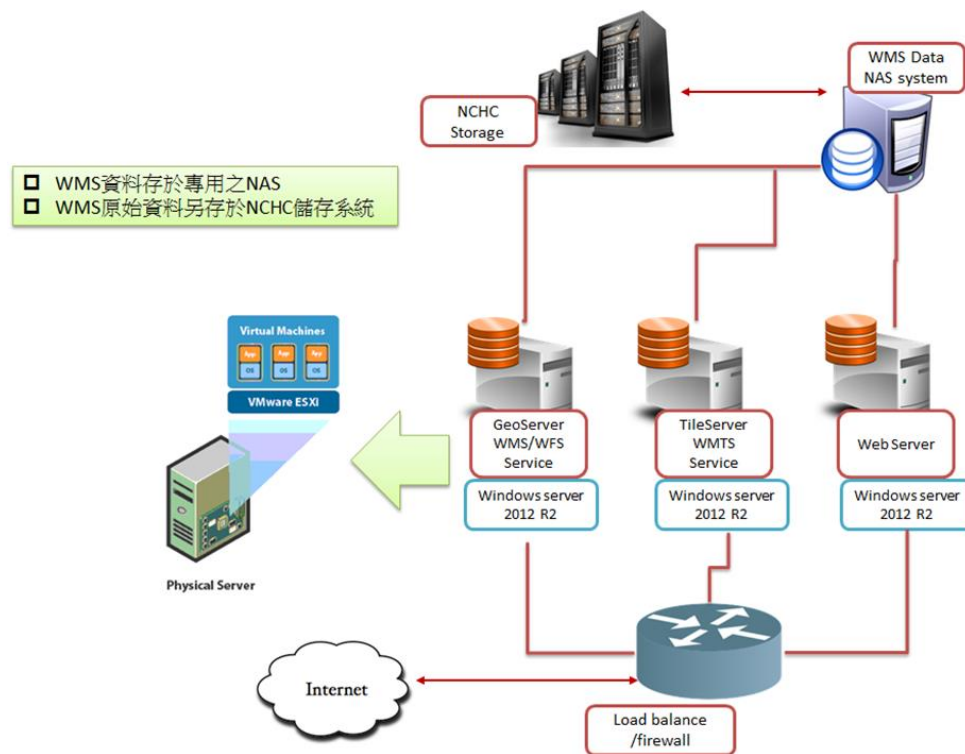 WMS Data
NAS system
NCHC
Storage
WMS資料存於專用之NAS
WMS原始資料另存於NCHC儲存系統
Virtual Machines
App
App
App
OS
OS
OS
VMware ESXi
Physical Server
GeoServer
WMS/WFS
Service
Windows server
2012 R2
TileServer
WMTS
Service
Windows server
2012 R2
Web Server
Windows server
2012 R2
Internet
Load balance
/firewall